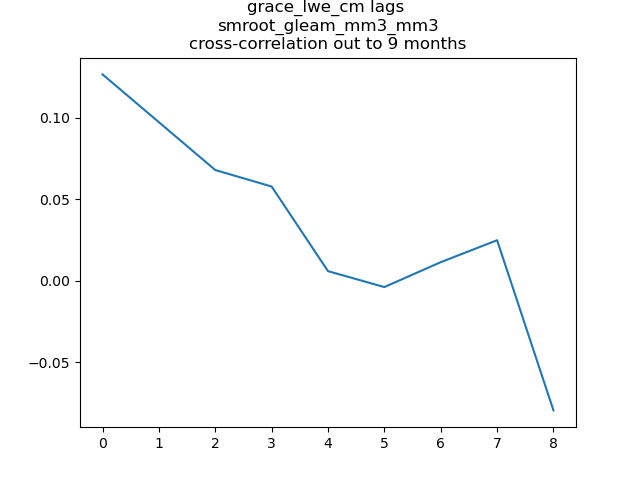 grace_lwe_cm lags
smroot_gleam_mm3_mm3
cross-correlation out to 9 months
0.10
0.05
0.00
−0.05
0 1 2 3 4 5 6 7 8